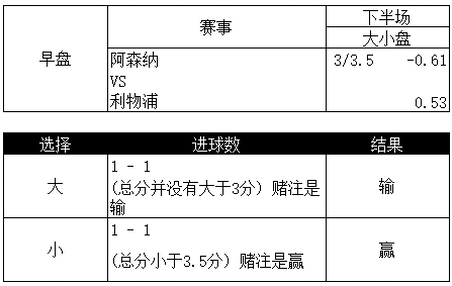 早盘 赛事 下半场
大小盘
阿森纳 3/3.5 -0.61
VS
利物浦 0.53
选择 进球数 结果
大 1 - 1 输
(总分并没有大于3分) 赌注是
输
小 1 - 1 赢
(总分小于3.5分) 赌注是赢